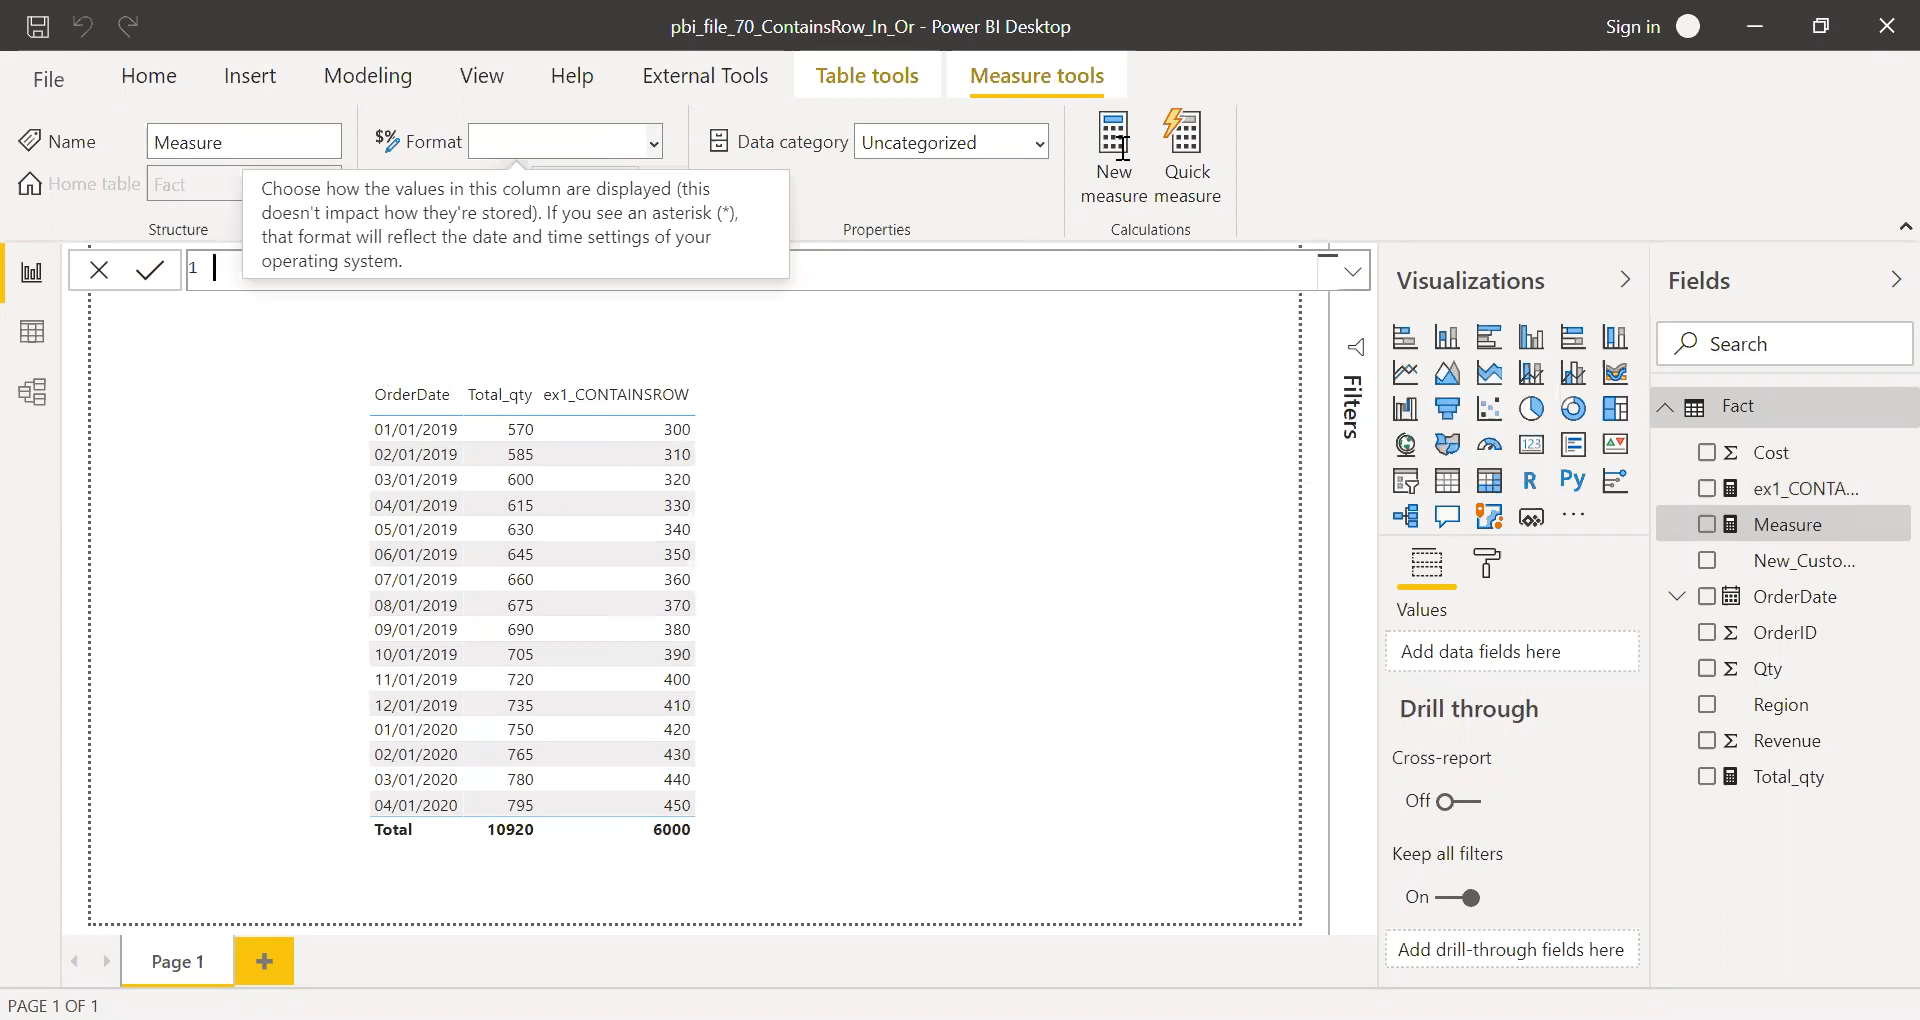 pbi_file_70_ContainsRow_In_Or - Power BI Desktop
Sign in
File Home Insert Modeling View Help External Tools Table tools Measure tools
Name Measure
$% Format
Data category Uncategorized
Home table Fact
New measure
Quick measure
Structure
Properties
Calculations
Choose how the values in this column are displayed (this
doesn't impact how they're stored). If you see an asterisk (*),
that format will reflect the date and time settings of your
operating system.
1
OrderDate Total_qty ex1_CONTAINSROW
01/01/2019 570 300
02/01/2019 585 310
03/01/2019 600 320
04/01/2019 615 330
05/01/2019 630 340
06/01/2019 645 350
07/01/2019 660 360
08/01/2019 675 370
09/01/2019 690 380
10/01/2019 705 390
11/01/2019 720 400
12/01/2019 735 410
01/01/2020 750 420
02/01/2020 765 430
03/01/2020 780 440
04/01/2020 795 450
Total 10920 6000
Filters
Visualizations
123
R
Py
...
Values
Add data fields here
Drill through
Cross-report
Off
Keep all filters
On
Add drill-through fields here
Fields
Search
Fact
Σ Cost
ex1_CONTA...
Measure
New_Custo...
OrderDate
Σ OrderID
Σ Qty
Region
Σ Revenue
Total_qty
Page 1
PAGE 1 OF 1